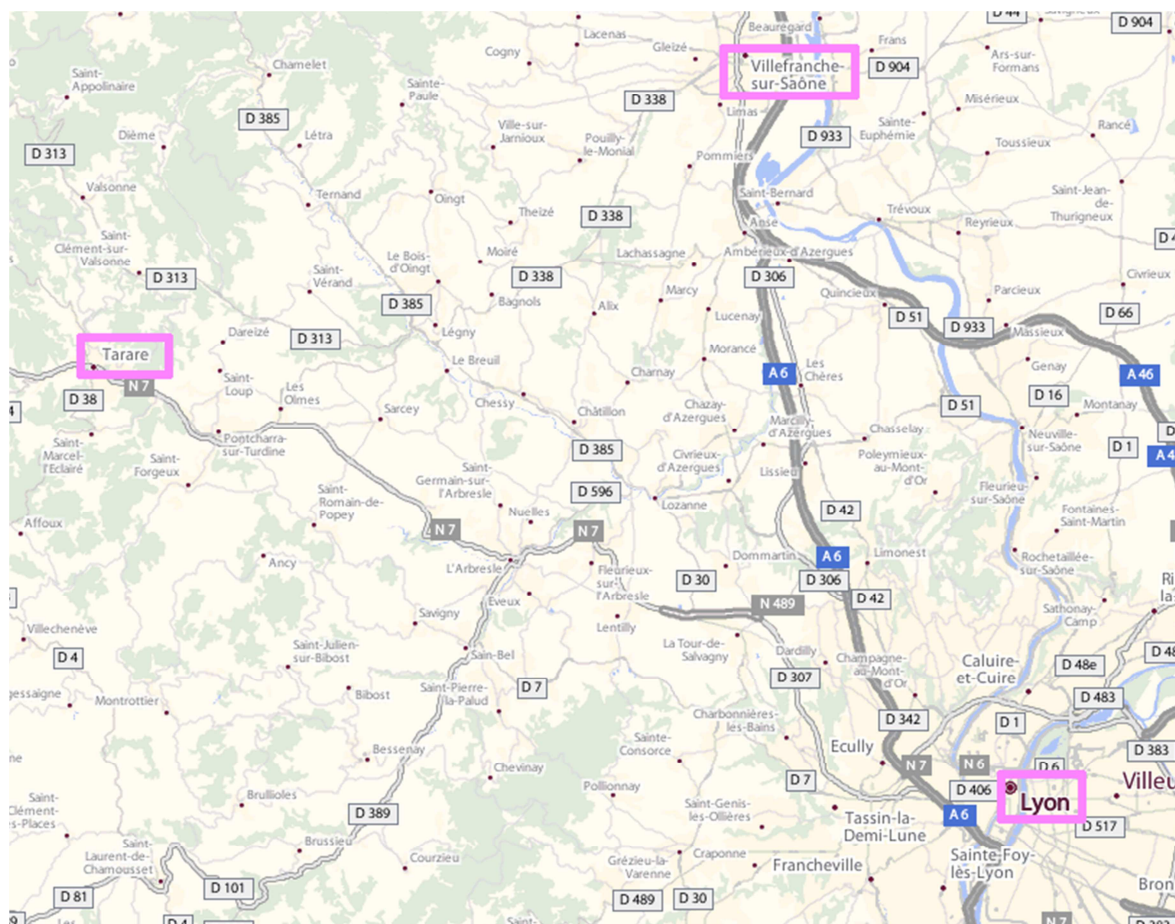 D 44
D 904
Beauregard
Lacenas
Gleizé
Frans
Cogny
Ars-sur-
Formans
Chamelet
Villefranche-
sur-Saône
D 904
Saint-
Appolinaire
Sainte-
Paule
D 338
Misérieux
Limas
D 385
Ville-sur-
Jarnioux
Pouilly-
le-Monial
D 933
Sainte-
Euphémie
Rancé
Dième
Létra
Toussieux
D 313
Pommiers
Valsonne
Ternand
Oingt
Saint-Bernard
Saint-Jean-
de-
Thurigneux
Theizé
D 338
Trévoux
Reyrieux
Anse
Saint-
Clément-sur-
Valsonne
Le Bois-
d'Oingt
Moiré
Lachassagne
Ambérieux-d'Azergues
D 313
Saint-
Vérand
D 338
D 306
Civrieux
Bagnols
Marcy
Quincieux
Parcieux
D 385
Alix
Lucenay
D 51
D 933
D 66
Massieux
Dareizé
D 313
Légny
Tarare
Morancé
Le Breuil
Les
Chères
Genay
A 6
A 46
N 7
Saint-
Loup
Les
Olmes
Charnay
D 38
Sarcey
Chessy
Châtillon
Chazay-
d'Azergues
D 51
D 16
Montanay
Marcilly-
d'Azergues
Chasselay
Neuville-
sur-Saône
Saint-
Marcel-
l'Eclairé
Pontcharra-
sur-Turdine
D 385
D 1
Saint-
Forgeux
Civrieux-
d'Azergues
Lissieu
Poleymieux-
au-Mont-
d'Or
Saint-
Germain-sur-
l'Arbresle
D 596
Fleurieu-
sur-Saône
Saint-
Romain-de-
Popey
Nuelles
Lozanne
D 42
Fontaines-
Saint-Martin
Affoux
N 7
N 7
Ancy
L'Arbresle
Dommartin
A 6
Limonest
Rochetaillée-
sur-Saône
Fleurieux-
sur-
l'Arbresle
D 30
D 306
Eveux
N 489
D 42
Savigny
Lentilly
Sathonay-
Camp
Villechenève
La Tour-de-
Salvagny
D 4
Saint-Julien-
sur-Bibost
Sain-Bel
Dardilly
Champagne-
au-Mont-
d'Or
Caluire-
et-Cuire
D 48e
D 307
Bibost
Saint-Pierre-
la-Palud
D 7
D 483
Montrottier
Charbonnières-
les-Bains
D 342
D 1
Sainte-
Consorce
Ecully
D 383
Bessenay
N 7
N 6
D 6
Chevinay
D 7
Pollionnay
D 406
Lyon
Brullioles
Saint-Genis-
les-Ollières
A 6
D 389
Tassin-la-
Demi-Lune
D 517
Brussieu
Saint-
Laurent-de-
Chamousset
Courzieu
Grézieu-la-
Varenne
Craponne
Francheville
Sainte-Foy-
lès-Lyon
D 101
D 81
D 489
D 30
Bron
D 4
N 7